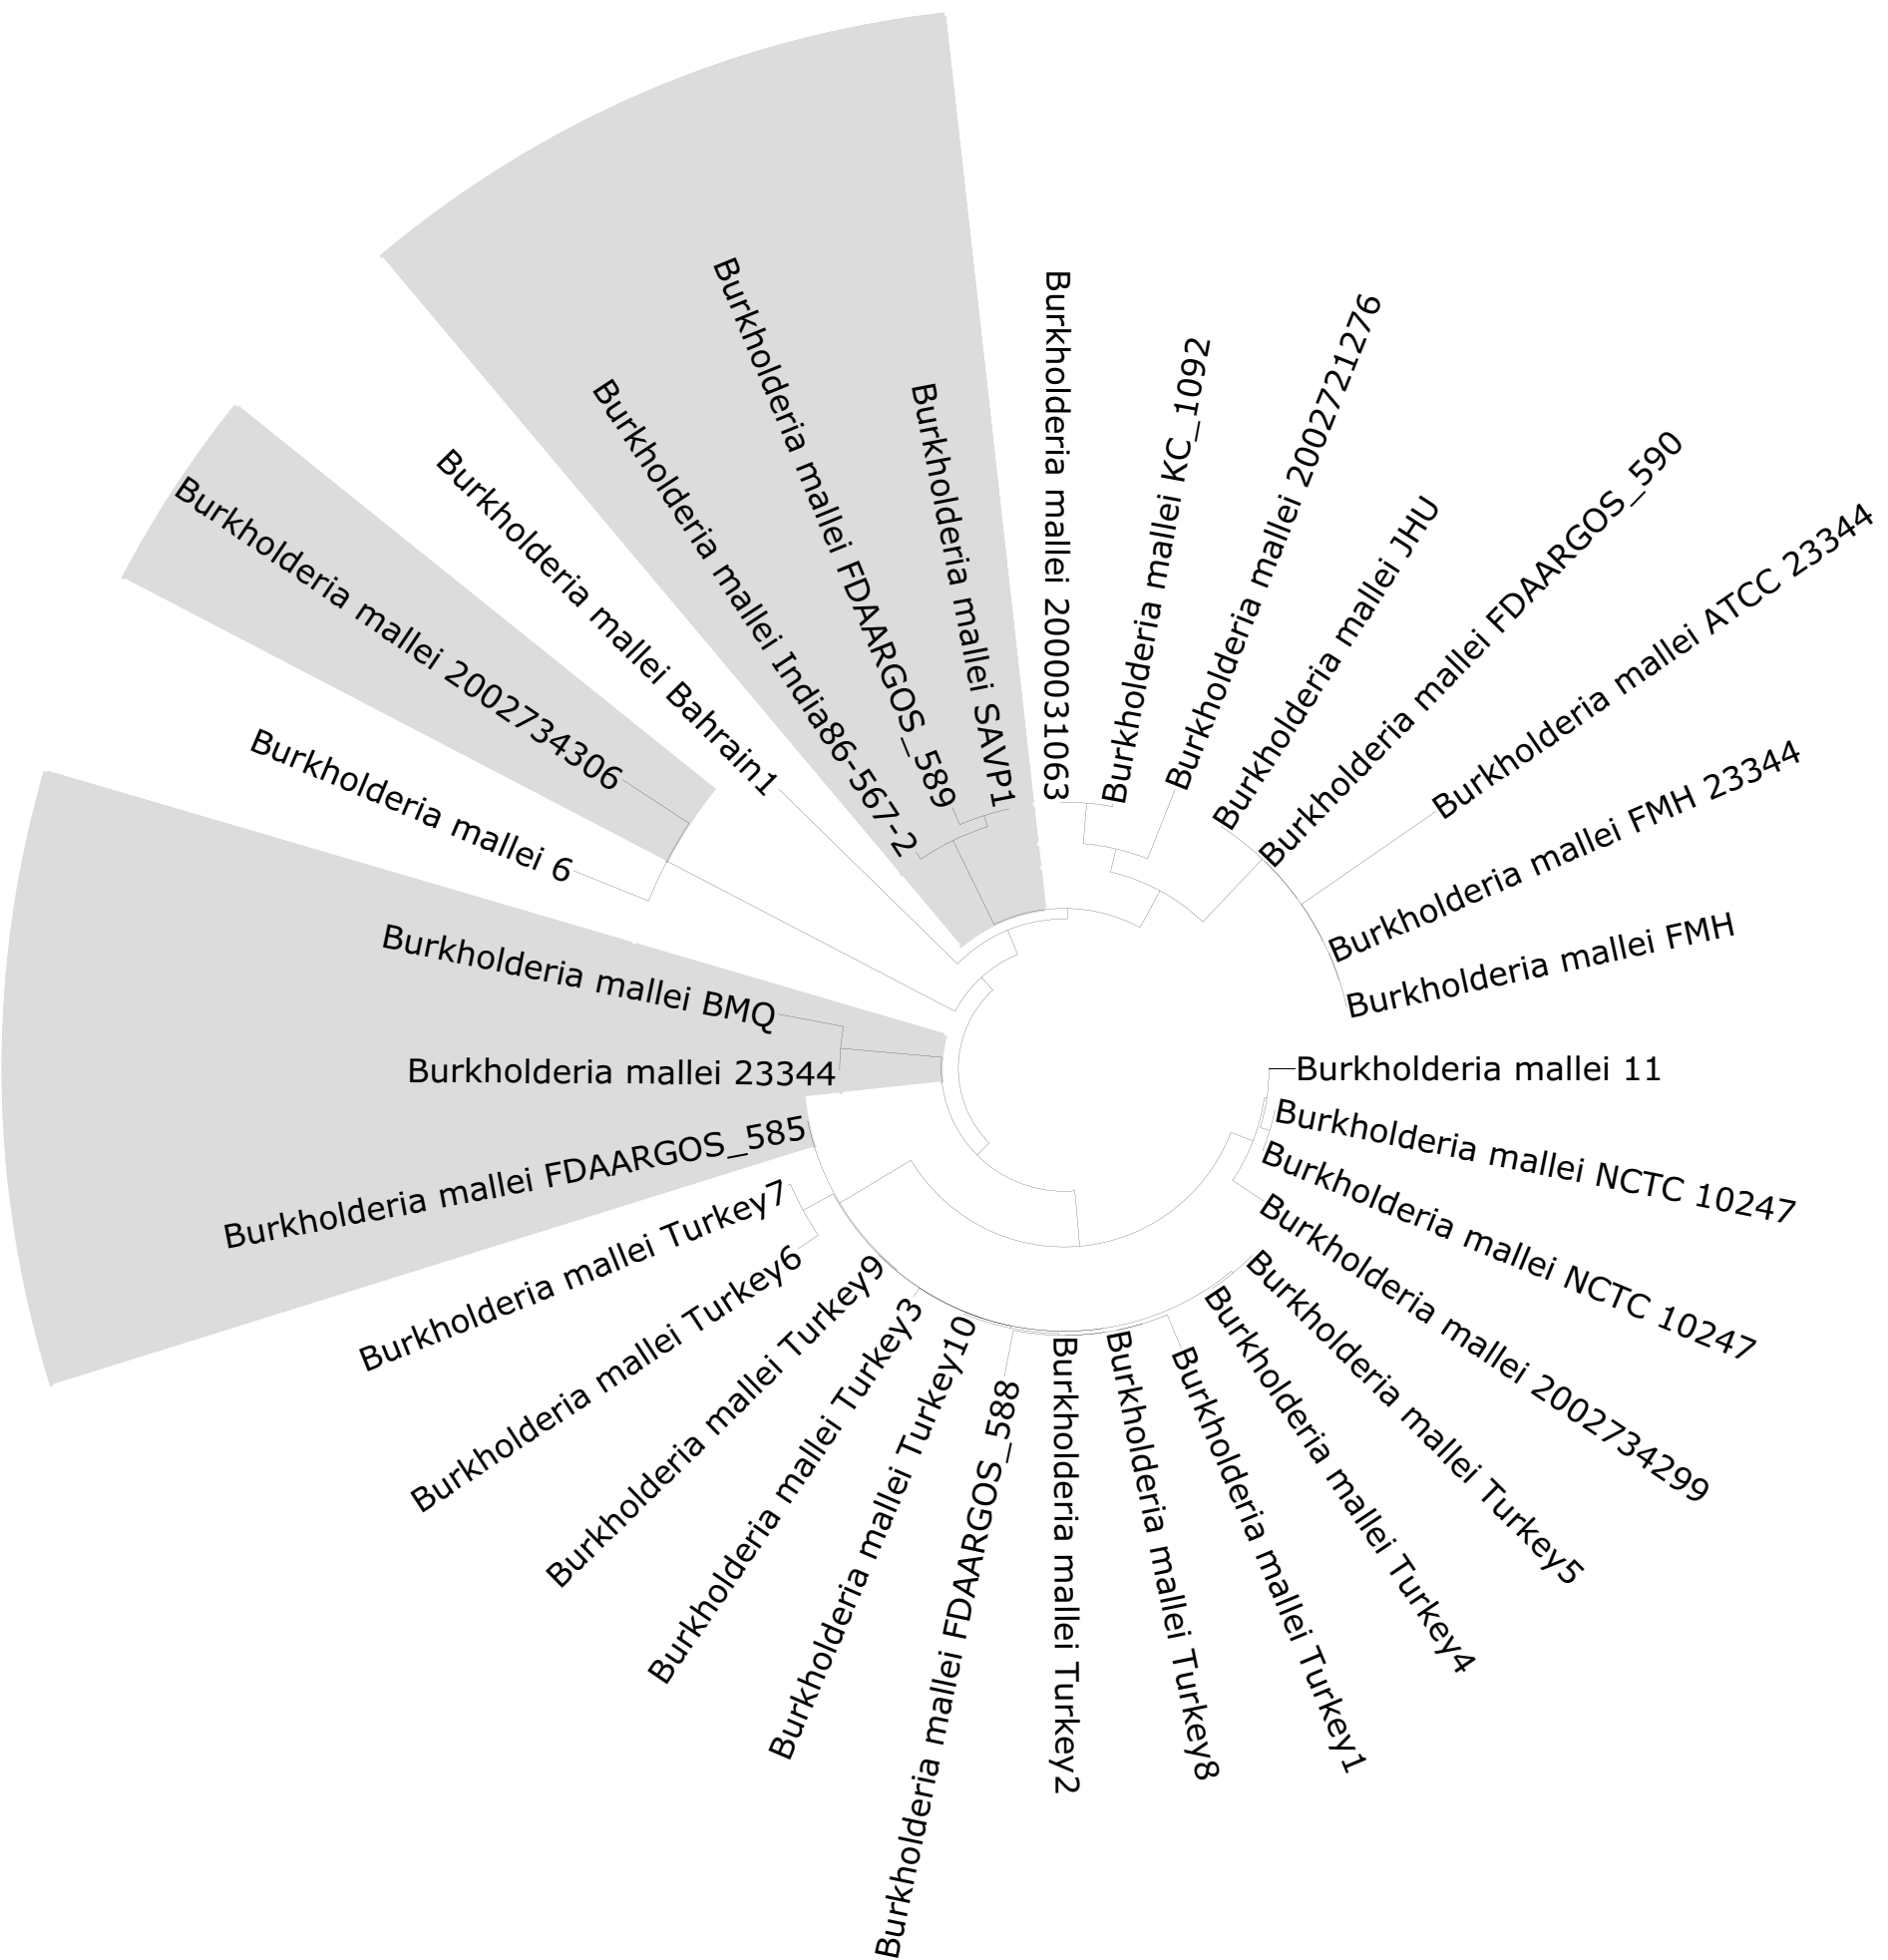 Burkholderia mallei 2000031063
Burkholderia mallei KC_1092
Burkholderia mallei 2002721276
Burkholderia mallei JHU
Burkholderia mallei FDAARGOS_590
Burkholderia mallei ATCC 23344
Burkholderia mallei FMH 23344
Burkholderia mallei FMH
Burkholderia mallei 11
Burkholderia mallei NCTC 10247
Burkholderia mallei NCTC 10247
Burkholderia mallei 2002734299
Burkholderia mallei Turkey5
Burkholderia mallei Turkey4
Burkholderia mallei Turkey1
Burkholderia mallei Turkey8
Burkholderia mallei Turkey2
Burkholderia mallei FDAARGOS_588
Burkholderia mallei Turkey10
Burkholderia mallei Turkey3
Burkholderia mallei Turkey9
Burkholderia mallei Turkey6
Burkholderia mallei Turkey7
Burkholderia mallei FDAARGOS_585
Burkholderia mallei 23344
Burkholderia mallei BMQ
Burkholderia mallei 6
Burkholderia mallei 2002734306
Burkholderia mallei Bahrain1
Burkholderia mallei India86-567-2
Burkholderia mallei FDAARGOS_589
Burkholderia mallei SAVP1